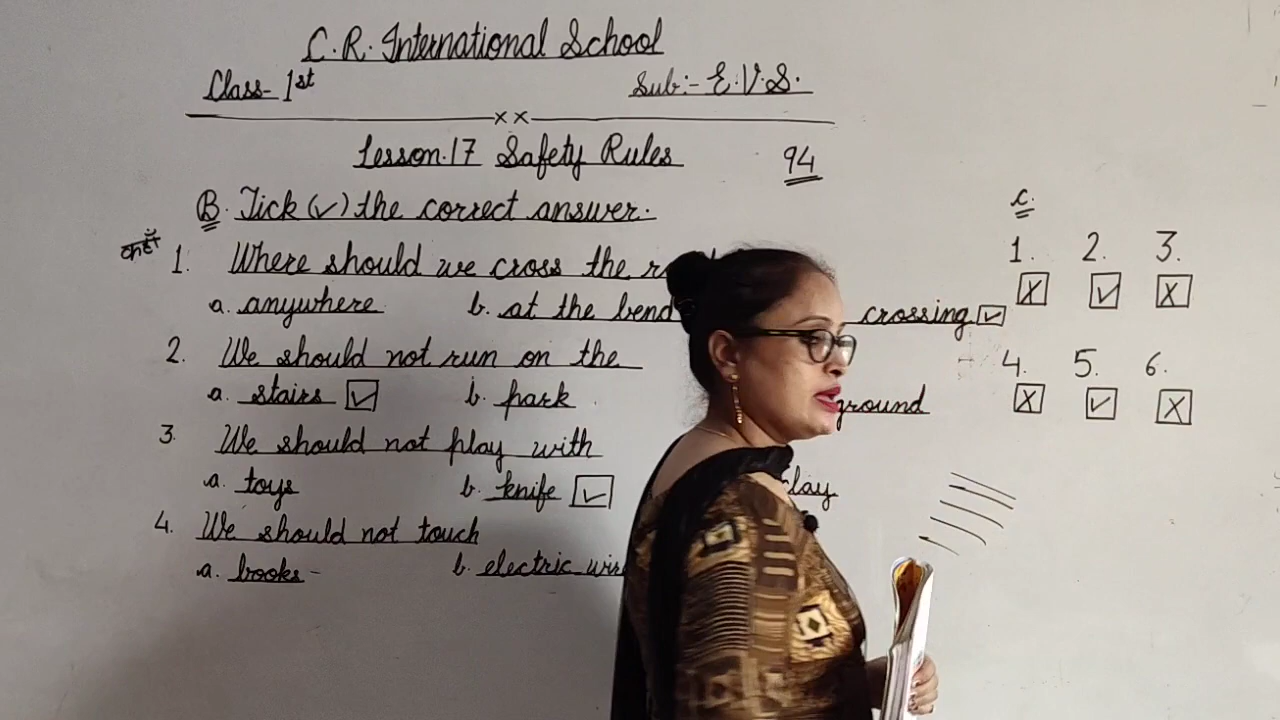 C. R. International School
Class- 1st Sub:- E.V.S.
x x
Lesson.17 Safety Rules 94
B. Tick (✓) the correct answer.
कहाँ 1. Where should we cross the
a. anywhere b. at the bend crossing ✓
2. We should not run on the
a. stairs ✓ b. park ground
3. We should not play with
a. toys b. knife ✓ clay
4. We should not touch
a. books b. electric
C.
1. 2. 3.
X ✓ X
4. 5. 6.
X ✓ X